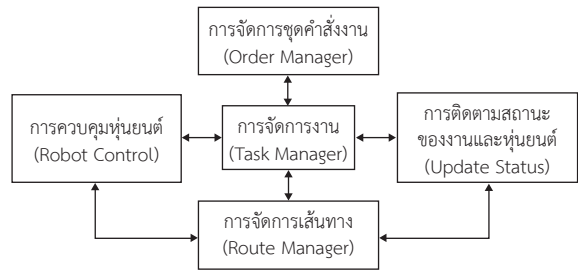 การจัดการชุดคำสั่งงาน
(Order Manager)
การควบคุมหุ่นยนต์
(Robot Control)
การจัดการงาน
(Task Manager)
การติดตามสถานะ
ของงานและหุ่นยนต์
(Update Status)
การจัดการเส้นทาง
(Route Manager)